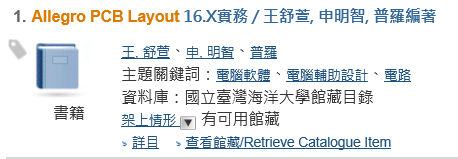 1. Allegro PCB Layout 16.X實務 / 王舒萱, 申明智, 普羅編著
王, 舒萱、申, 明智、普羅
主題關鍵詞：電腦軟體、電腦輔助設計、電路
資料庫：國立臺灣海洋大學館藏目錄
書籍
架上情形 有可用館藏
> 詳目 > 查看館藏/Retrieve Catalogue Item